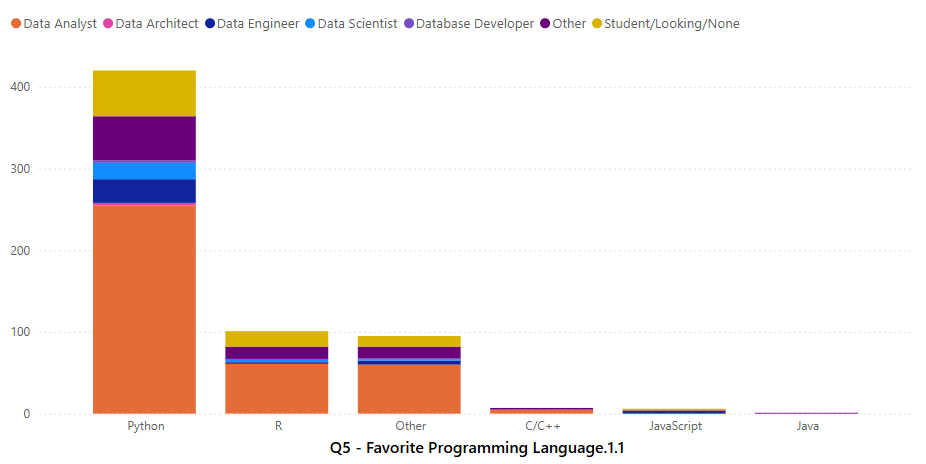 Data Analyst Data Architect Data Engineer Data Scientist Database Developer Other Student/Looking/None
400
300
200
100
0
Python R Other C/C++ JavaScript Java
Q5 - Favorite Programming Language.1.1